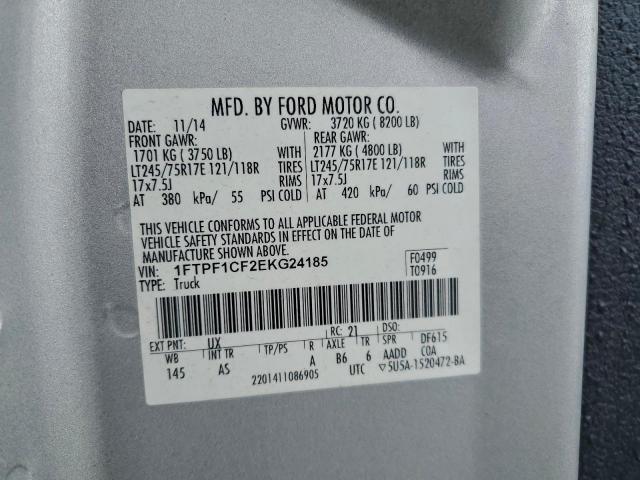 MFD. BY FORD MOTOR CO.
DATE: 11/14 GVWR: 3720 KG ( 8200 LB)
FRONT GAWR: REAR GAWR:
1701 KG ( 3750 LB) WITH 2177 KG ( 4800 LB) WITH
LT245/75R17E 121/118R TIRES LT245/75R17E 121/118R TIRES
17x7.5J RIMS 17x7.5J RIMS
AT 380 kPa/ 55 PSI COLD AT 420 kPa/ 60 PSI COLD
THIS VEHICLE CONFORMS TO ALL APPLICABLE FEDERAL MOTOR
VEHICLE SAFETY STANDARDS IN EFFECT ON THE DATE OF
MANUFACTURE SHOWN ABOVE.
VIN: 1FTPF1CF2EKG24185 F0499
TYPE: Truck T0916
EXT PNT: UX RC: 21 DSO:
WB INT TR TP/PS R AXLE TR SPR DF615
145 AS A B6 6 AADD COA
2201411086905 UTC ▽5U5A-1520472-BA